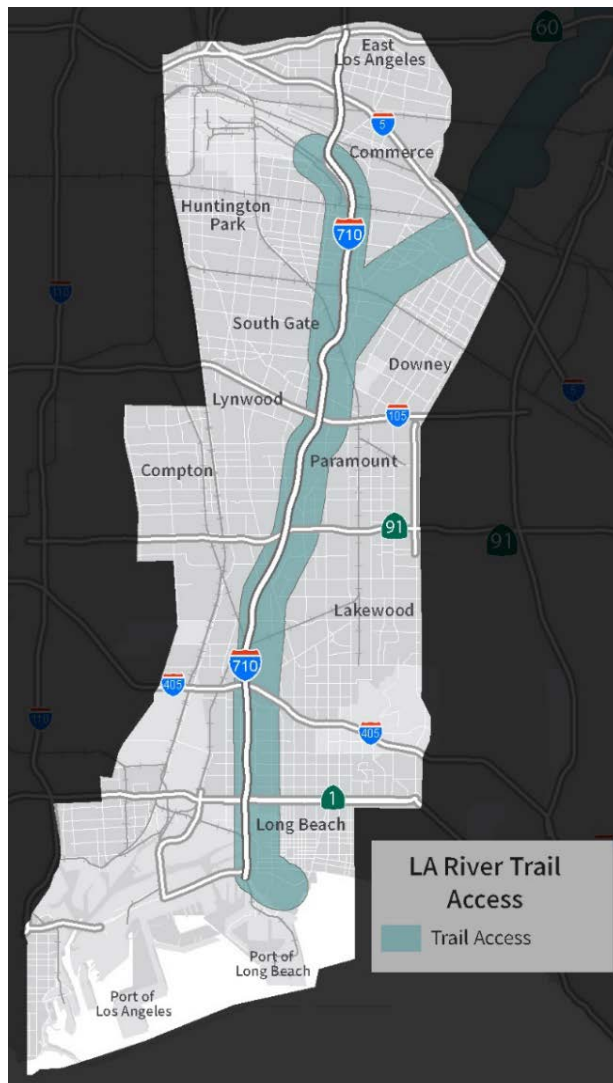 60
East
Los Angeles
5
Commerce
Huntington
Park
710
110
South Gate
Downey
5
Lynwood
105
Compton
Paramount
91
91
Lakewood
710
405
405
110
1
Long Beach
LA River Trail
Access
Trail Access
Port of
Long Beach
Port of
Los Angeles